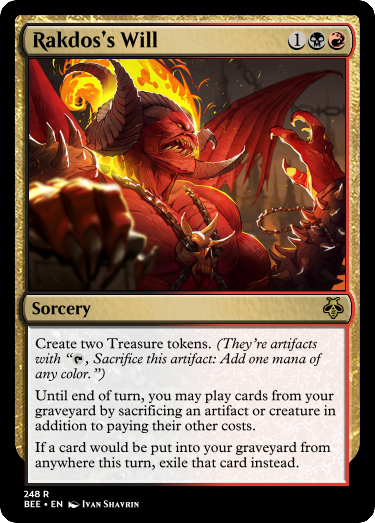 Rakdos's Will 1
Sorcery
Create two Treasure tokens. (They're artifacts
with “, Sacrifice this artifact: Add one mana of
any color.”)
Until end of turn, you may play cards from your
graveyard by sacrificing an artifact or creature in
addition to paying their other costs.
If a card would be put into your graveyard from
anywhere this turn, exile that card instead.
248 R
BEE • EN Ivan Shavrin